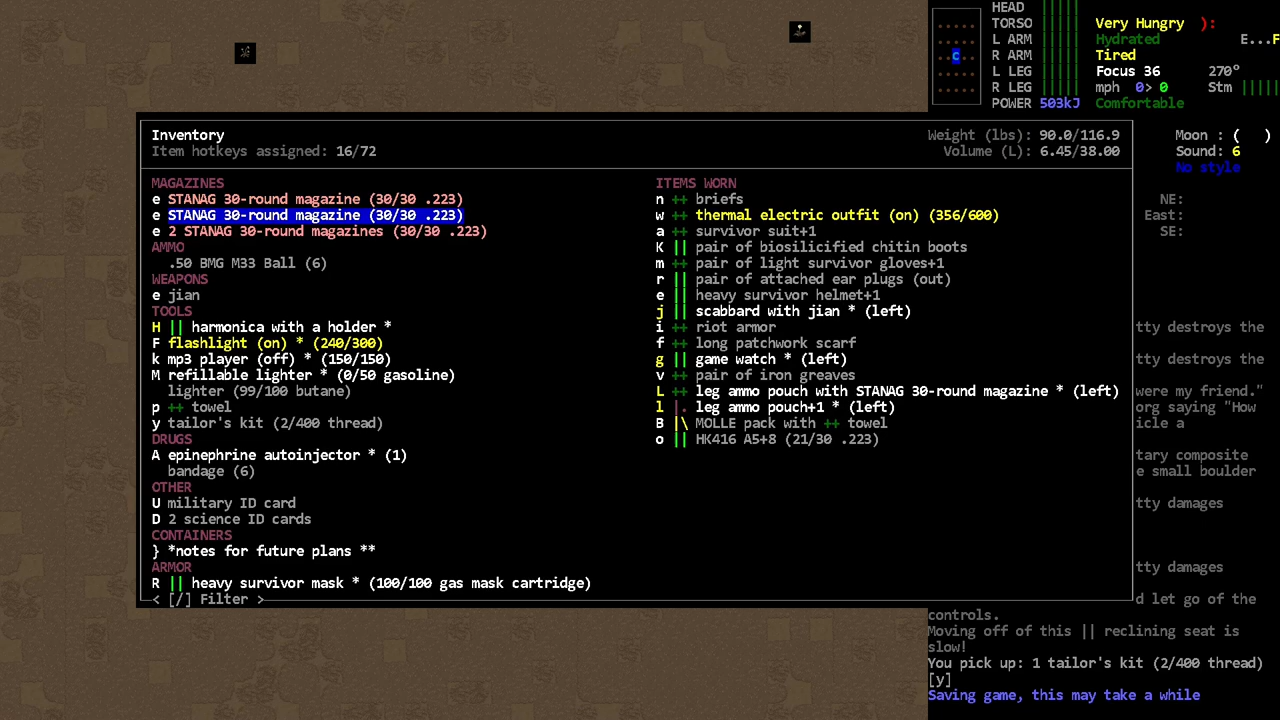 HEAD
TORSO Very Hungry ):
L ARM Hydrated E...F
R ARM Tired
L LEG Focus 36 270°
R LEG mph 0> 0 Stm
POWER 503kJ Comfortable
c
Moon : ( )
Sound: 6
No style
NE:
East:
SE:
Inventory
Item hotkeys assigned: 16/72
Weight (lbs): 90.0/116.9
Volume (L): 6.45/38.00
MAGAZINES
e STANAG 30-round magazine (30/30 .223)
e STANAG 30-round magazine (30/30 .223)
e 2 STANAG 30-round magazines (30/30 .223)
AMMO
.50 BMG M33 Ball (6)
WEAPONS
e jian
TOOLS
H || harmonica with a holder *
F flashlight (on) * (240/300)
k mp3 player (off) * (150/150)
M refillable lighter * (0/50 gasoline)
lighter (99/100 butane)
p ++ towel
y tailor's kit (2/400 thread)
DRUGS
A epinephrine autoinjector * (1)
bandage (6)
OTHER
U military ID card
D 2 science ID cards
CONTAINERS
} *notes for future plans **
ARMOR
R || heavy survivor mask * (100/100 gas mask cartridge)
< [/] Filter >
ITEMS WORN
n ++ briefs
w ++ thermal electric outfit (on) (356/600)
a ++ survivor suit+1
K || pair of biosilicified chitin boots
m ++ pair of light survivor gloves+1
r || pair of attached ear plugs (out)
e || heavy survivor helmet+1
j || scabbard with jian * (left)
i ++ riot armor
f ++ long patchwork scarf
g || game watch * (left)
v ++ pair of iron greaves
L ++ leg ammo pouch with STANAG 30-round magazine * (left)
l |. leg ammo pouch+1 * (left)
B |\ MOLLE pack with ++ towel
o || HK416 A5+8 (21/30 .223)
tty destroys the
tty destroys the
were my friend."
org saying "How
icle a
tary composite
e small boulder
tty damages
tty damages
d let go of the
controls.
Moving off of this || reclining seat is
slow!
You pick up: 1 tailor's kit (2/400 thread)
[y]
Saving game, this may take a while